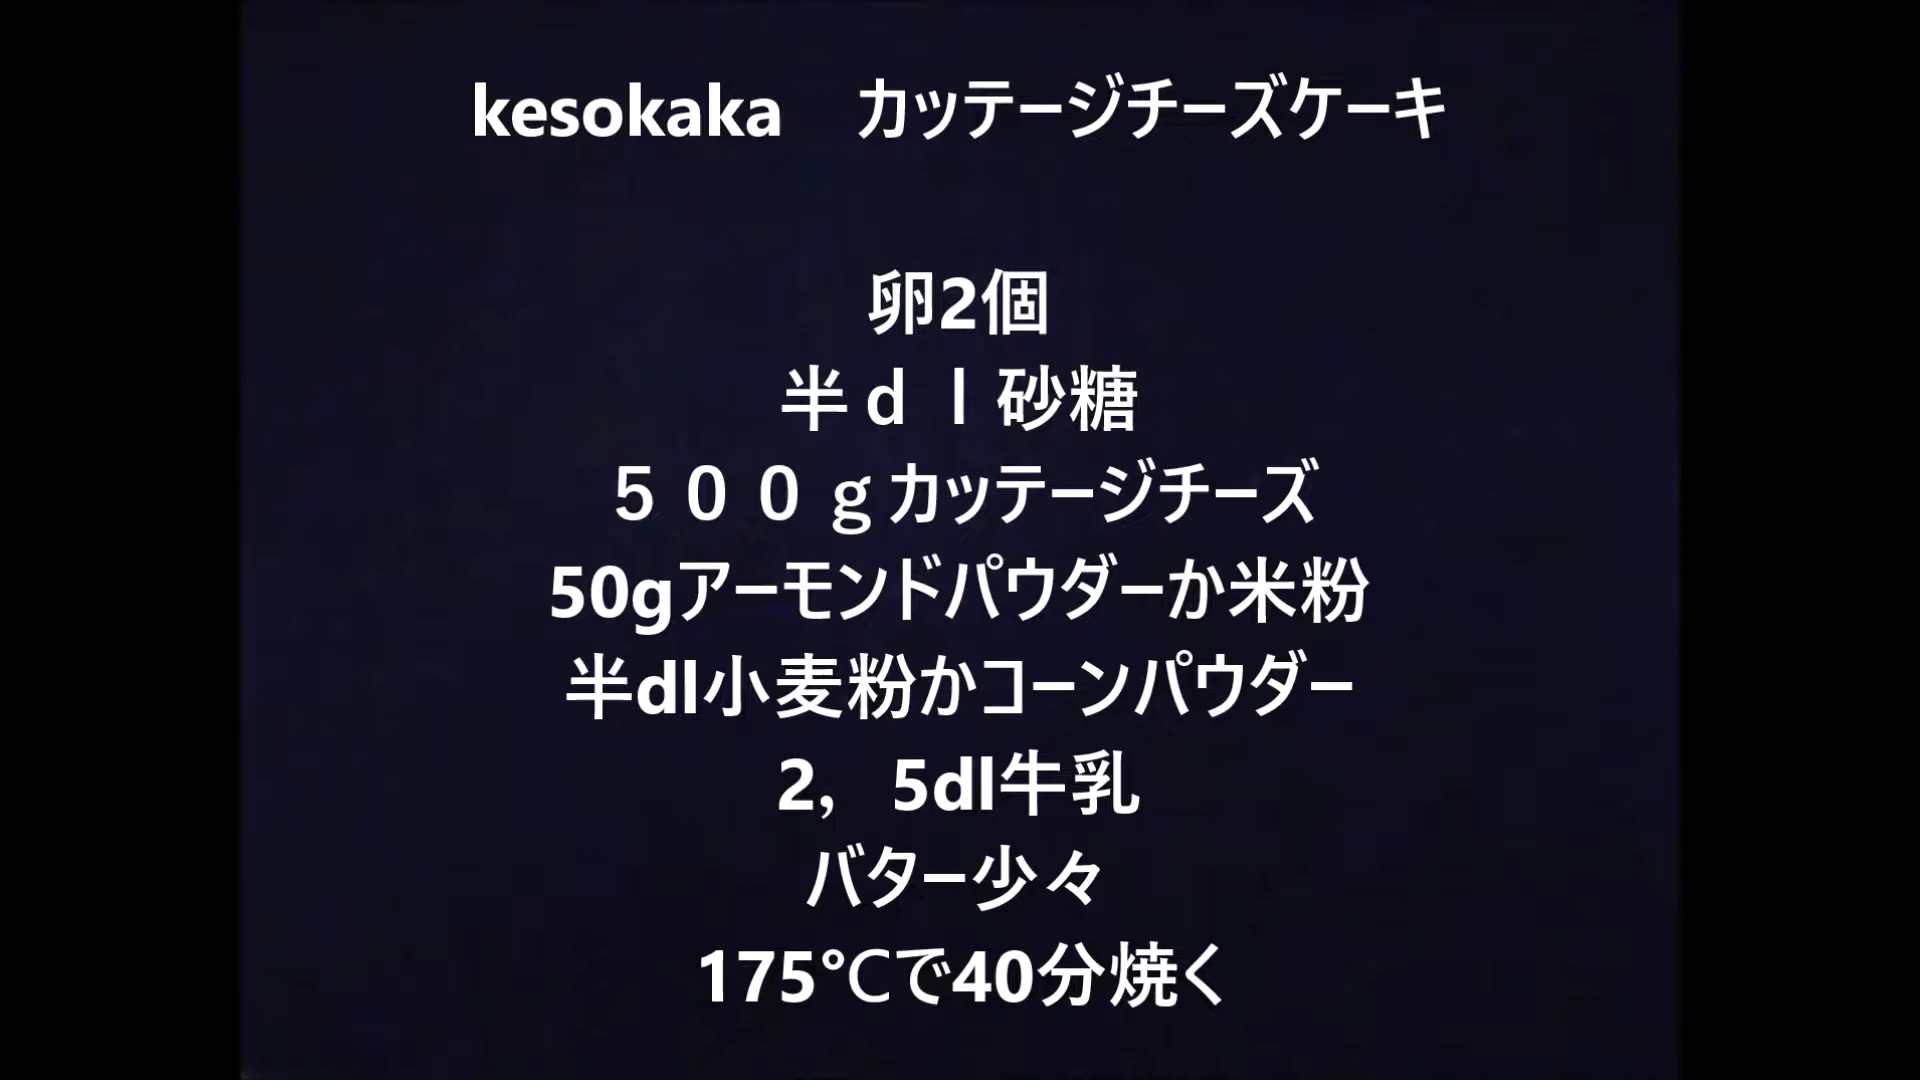 kesokaka　カッテージチーズケーキ
卵2個
半ｄｌ砂糖
５００ｇカッテージチーズ
50gアーモンドパウダーか米粉
半dl小麦粉かコーンパウダー
2,　5dl牛乳
バター少々
175℃で40分焼く